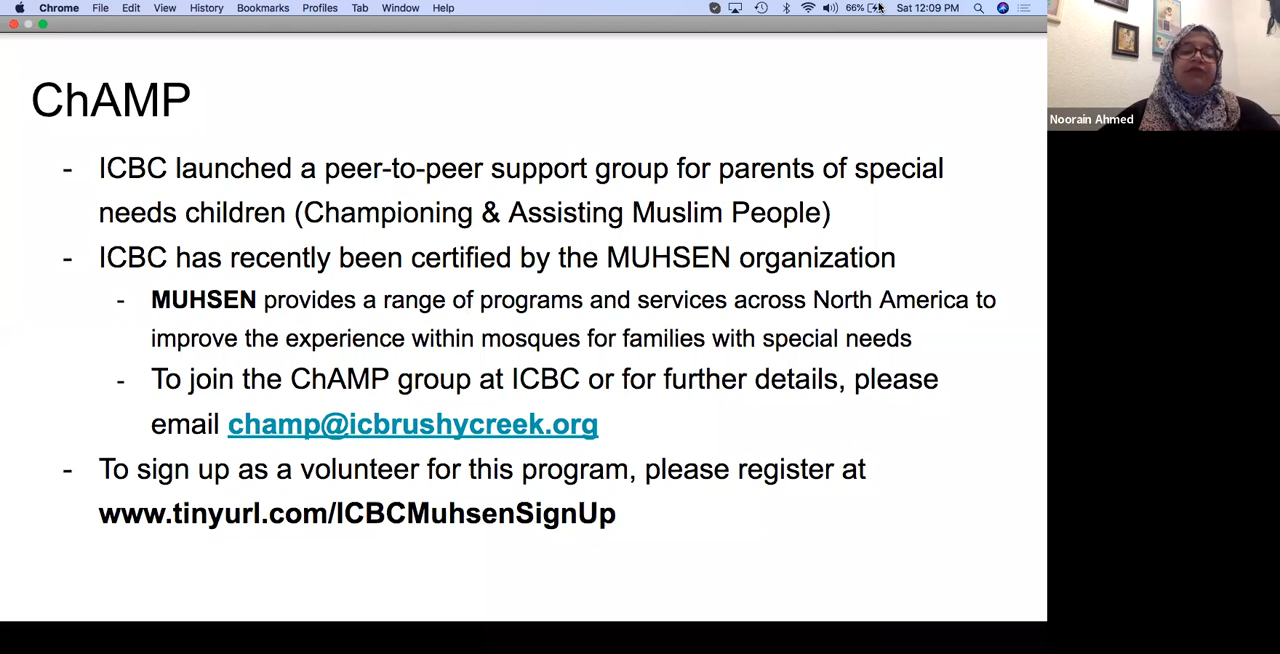 Chrome File Edit View History Bookmarks Profiles Tab Window Help 66% Sat 12:09 PM
ChAMP
- ICBC launched a peer-to-peer support group for parents of special
needs children (Championing & Assisting Muslim People)
- ICBC has recently been certified by the MUHSEN organization
- MUHSEN provides a range of programs and services across North America to
improve the experience within mosques for families with special needs
- To join the ChAMP group at ICBC or for further details, please
email champ@icbrushycreek.org
- To sign up as a volunteer for this program, please register at
www.tinyurl.com/ICBCMuhsenSignUp
Noorain Ahmed